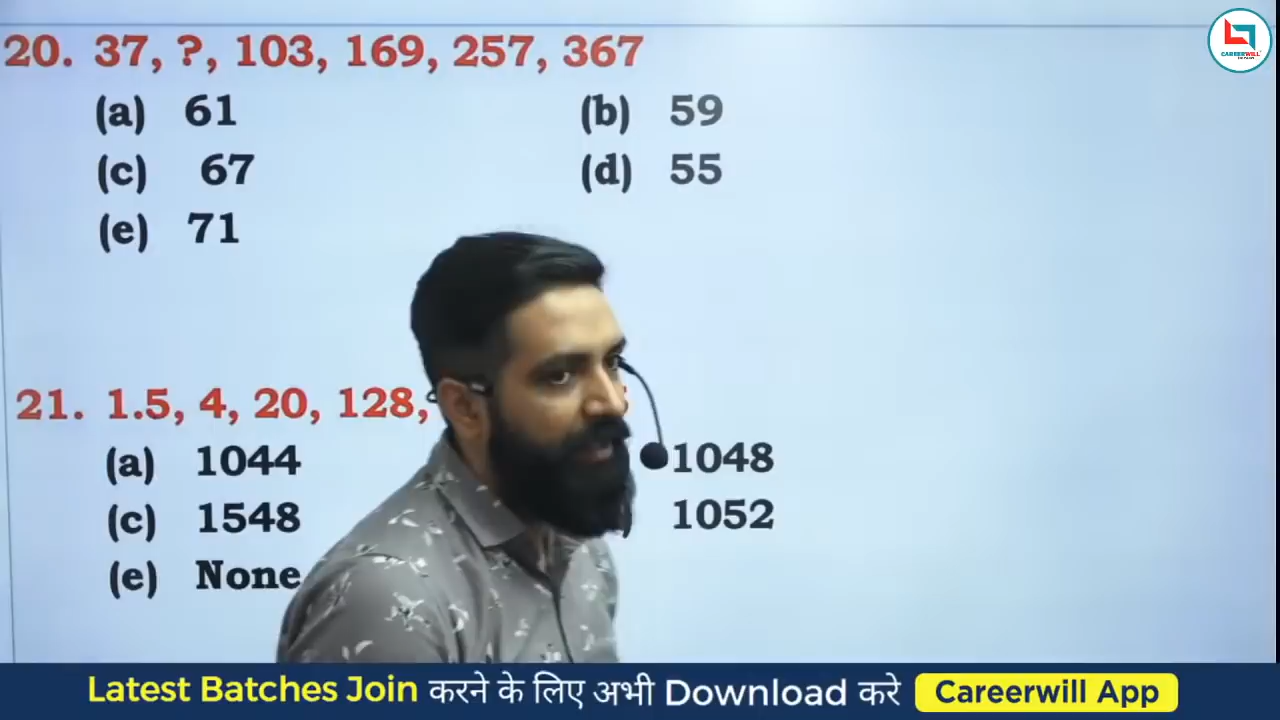 20. 37, ?, 103, 169, 257, 367
(a) 61 (b) 59
(c) 67 (d) 55
(e) 71
21. 1.5, 4, 20, 128,
(a) 1044 1048
(c) 1548 1052
(e) None
CAREERWILL
Latest Batches Join करने के लिए अभी Download करे Careerwill App